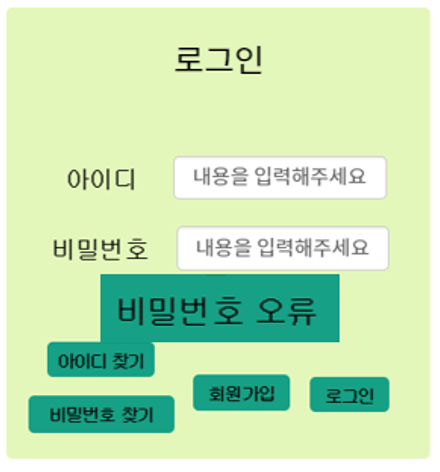 로그인
아이디 내용을 입력해주세요
비밀번호 내용을 입력해주세요
비밀번호 오류
아이디 찾기
회원가입 로그인
비밀번호 찾기